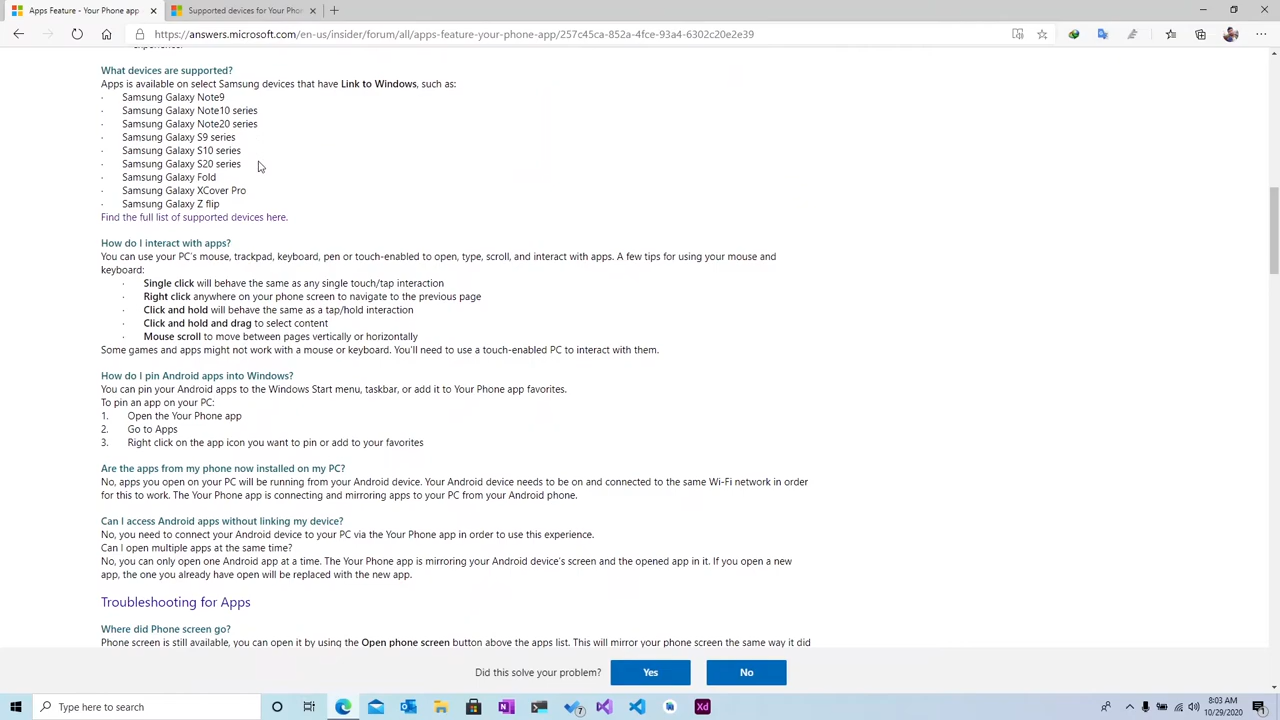 Apps Feature - Your Phone app
Supported devices for Your Phon
https://answers.microsoft.com/en-us/insider/forum/all/apps-feature-your-phone-app/257c45ca-852a-4fce-93a4-6302c20e2e39
experience.
What devices are supported?
Apps is available on select Samsung devices that have Link to Windows, such as:
· Samsung Galaxy Note9
· Samsung Galaxy Note10 series
· Samsung Galaxy Note20 series
· Samsung Galaxy S9 series
· Samsung Galaxy S10 series
· Samsung Galaxy S20 series
· Samsung Galaxy Fold
· Samsung Galaxy XCover Pro
· Samsung Galaxy Z flip
Find the full list of supported devices here.
How do I interact with apps?
You can use your PC's mouse, trackpad, keyboard, pen or touch-enabled to open, type, scroll, and interact with apps. A few tips for using your mouse and
keyboard:
· Single click will behave the same as any single touch/tap interaction
· Right click anywhere on your phone screen to navigate to the previous page
· Click and hold will behave the same as a tap/hold interaction
· Click and hold and drag to select content
· Mouse scroll to move between pages vertically or horizontally
Some games and apps might not work with a mouse or keyboard. You'll need to use a touch-enabled PC to interact with them.
How do I pin Android apps into Windows?
You can pin your Android apps to the Windows Start menu, taskbar, or add it to Your Phone app favorites.
To pin an app on your PC:
1. Open the Your Phone app
2. Go to Apps
3. Right click on the app icon you want to pin or add to your favorites
Are the apps from my phone now installed on my PC?
No, apps you open on your PC will be running from your Android device. Your Android device needs to be on and connected to the same Wi-Fi network in order
for this to work. The Your Phone app is connecting and mirroring apps to your PC from your Android phone.
Can I access Android apps without linking my device?
No, you need to connect your Android device to your PC via the Your Phone app in order to use this experience.
Can I open multiple apps at the same time?
No, you can only open one Android app at a time. The Your Phone app is mirroring your Android device's screen and the opened app in it. If you open a new
app, the one you already have open will be replaced with the new app.
Troubleshooting for Apps
Where did Phone screen go?
Phone screen is still available, you can open it by using the Open phone screen button above the apps list. This will mirror your phone screen the same way it did
Did this solve your problem? Yes No
Type here to search
7
Xd
8:03 AM
10/29/2020
1